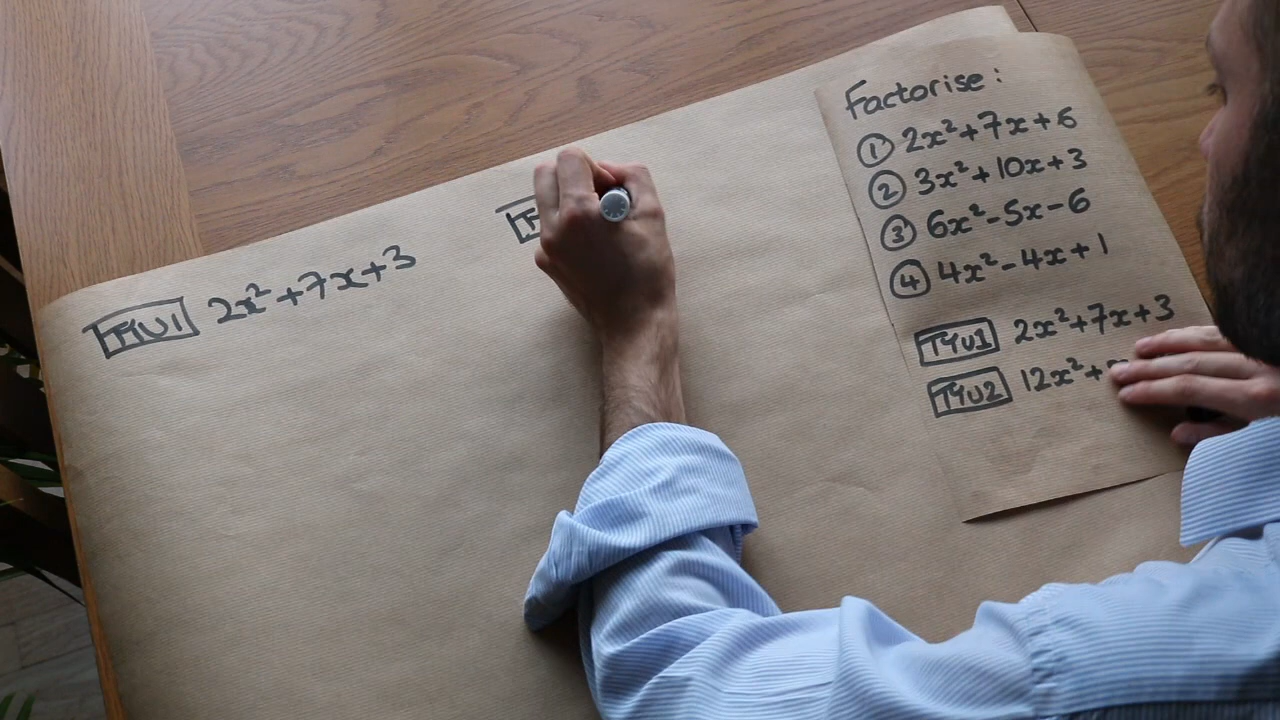 TYU1 2x² + 7x + 3
Factorise:
① 2x² + 7x + 6
② 3x² + 10x + 3
③ 6x² - 5x - 6
④ 4x² - 4x + 1
TYU1 2x² + 7x + 3
TYU2 12x² +